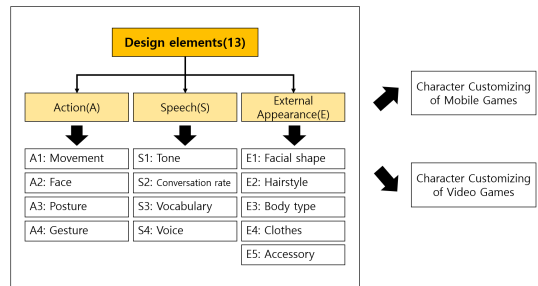 Design elements(13)
Action(A)
Speech(S)
External
Appearance(E)
A1: Movement
A2: Face
A3: Posture
A4: Gesture
S1: Tone
S2: Conversation rate
S3: Vocabulary
S4: Voice
E1: Facial shape
E2: Hairstyle
E3: Body type
E4: Clothes
E5: Accessory
Character Customizing
of Mobile Games
Character Customizing
of Video Games